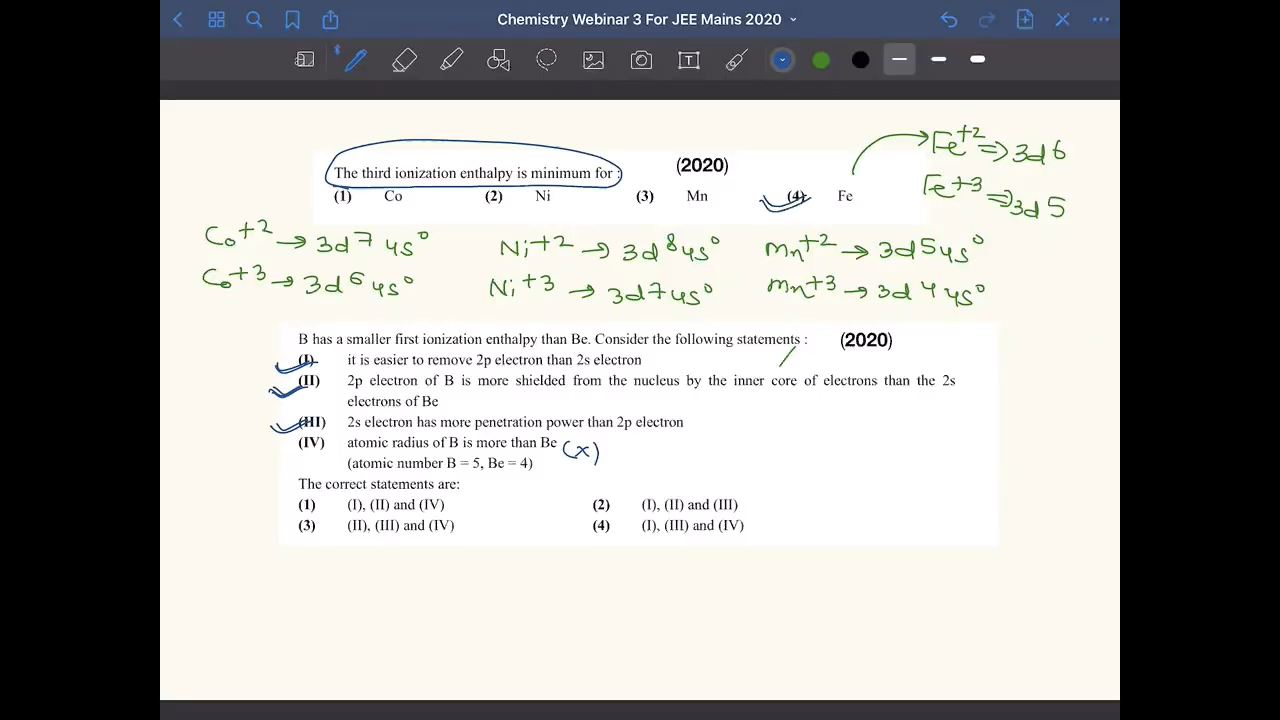 Chemistry Webinar 3 For JEE Mains 2020
The third ionization enthalpy is minimum for : (2020)
(1) Co (2) Ni (3) Mn (4) Fe
Fe+2 => 3d6
Fe+3 => 3d5
Co+2 → 3d7 4s0 Ni+2 → 3d8 4s0 Mn+2 → 3d5 4s0
Co+3 → 3d6 4s0 Ni+3 → 3d7 4s0 Mn+3 → 3d4 4s0
B has a smaller first ionization enthalpy than Be. Consider the following statements : (2020)
(I) it is easier to remove 2p electron than 2s electron
(II) 2p electron of B is more shielded from the nucleus by the inner core of electrons than the 2s
electrons of Be
(III) 2s electron has more penetration power than 2p electron
(IV) atomic radius of B is more than Be (x)
(atomic number B = 5, Be = 4)
The correct statements are:
(1) (I), (II) and (IV) (2) (I), (II) and (III)
(3) (II), (III) and (IV) (4) (I), (III) and (IV)